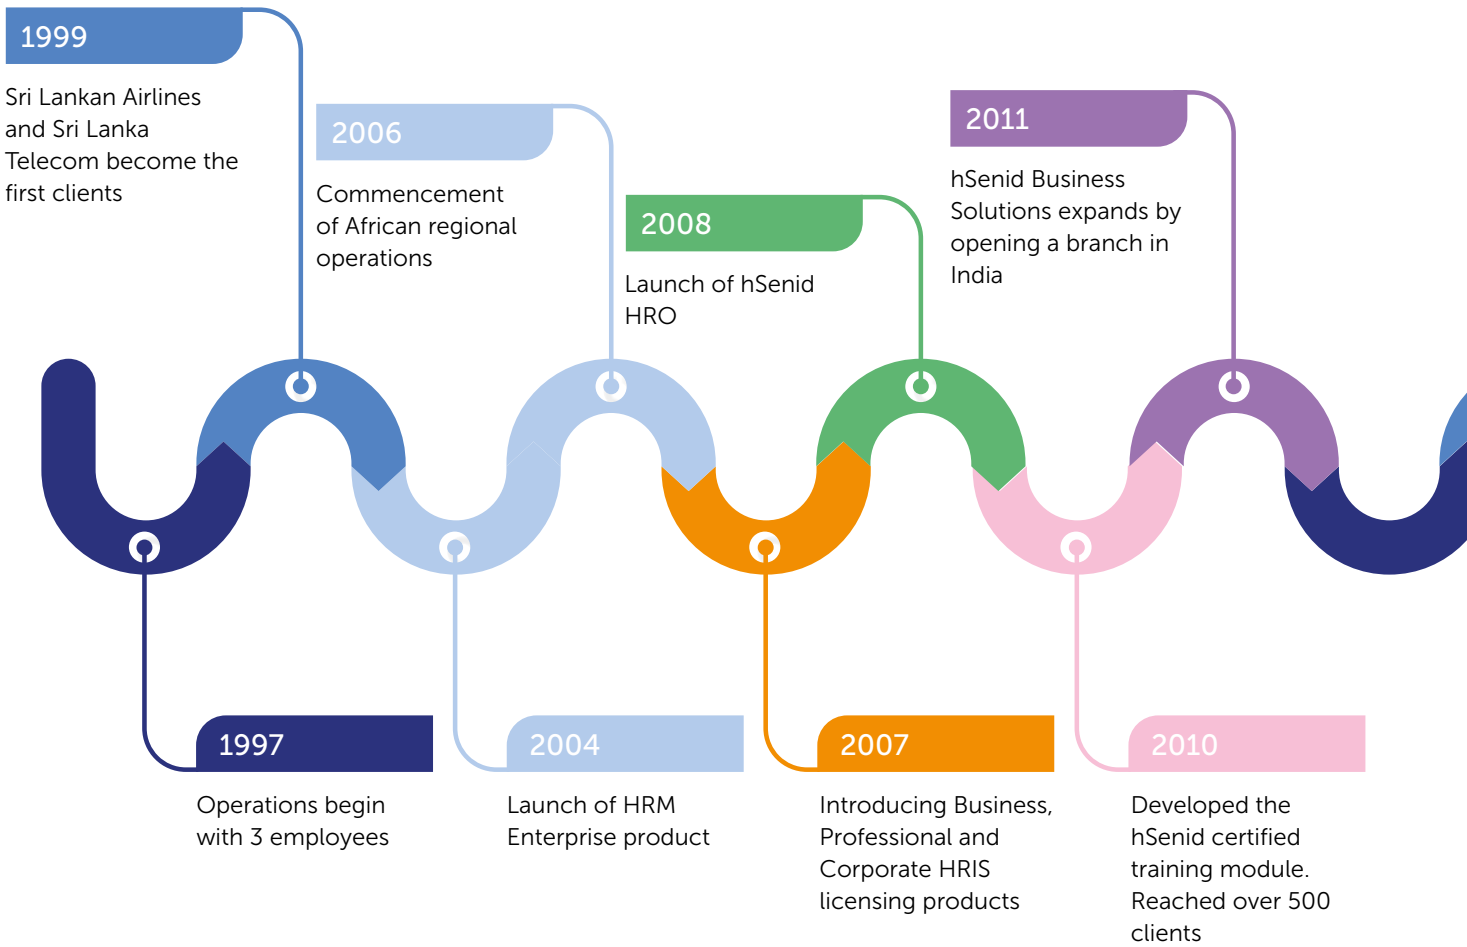 1999
Sri Lankan Airlines
and Sri Lanka
Telecom become the
first clients
2006
Commencement
of African regional
operations
2008
Launch of hSenid
HRO
2011
hSenid Business
Solutions expands by
opening a branch in
India
1997
Operations begin
with 3 employees
2004
Launch of HRM
Enterprise product
2007
Introducing Business,
Professional and
Corporate HRIS
licensing products
2010
Developed the
hSenid certified
training module.
Reached over 500
clients